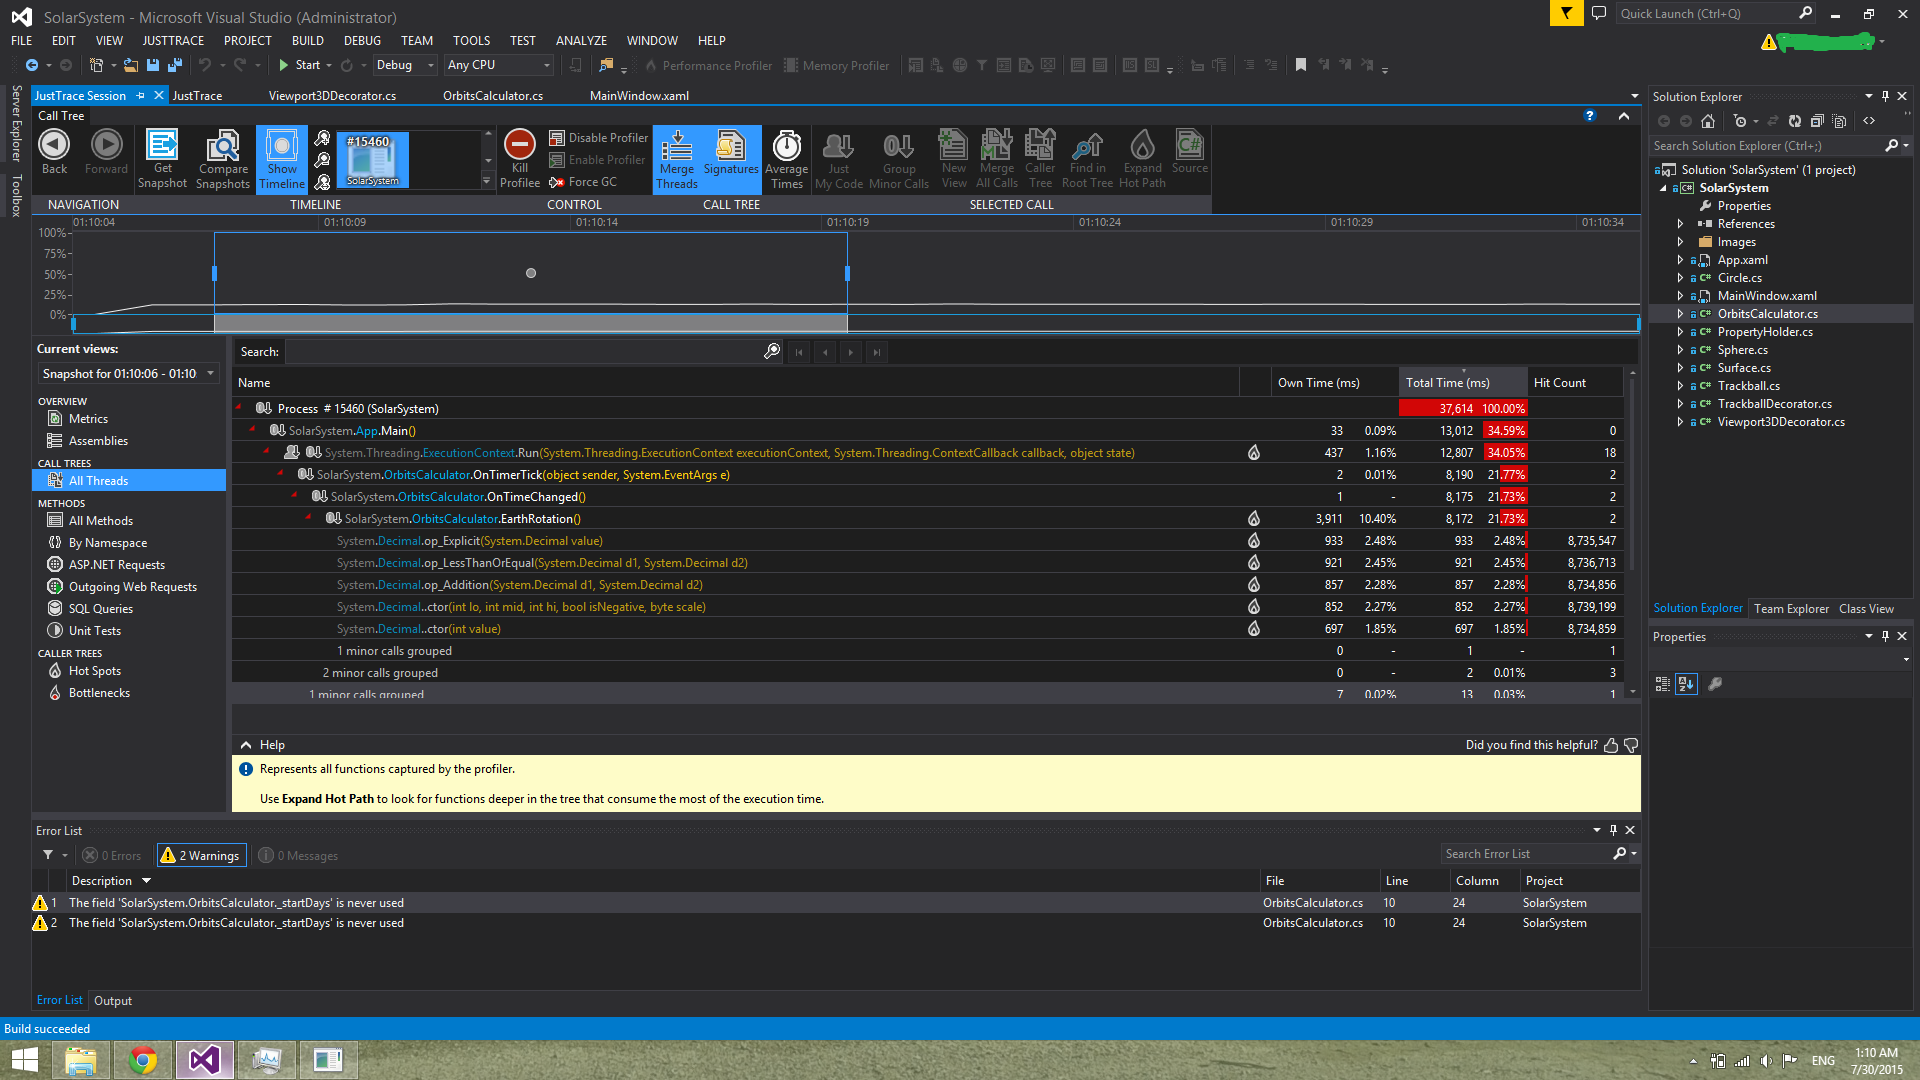 SolarSystem - Microsoft Visual Studio (Administrator)
Quick Launch (Ctrl+Q)
FILE EDIT VIEW JUSTTRACE PROJECT BUILD DEBUG TEAM TOOLS TEST ANALYZE WINDOW HELP
Start Debug Any CPU Performance Profiler Memory Profiler
Server Explorer
Toolbox
JustTrace Session JustTrace Viewport3DDecorator.cs OrbitsCalculator.cs MainWindow.xaml
Call Tree
Back
Forward
Get Snapshot
Compare Snapshots
Show Timeline
#15460
SolarSystem
Kill Profilee
Disable Profiler
Enable Profiler
Force GC
Merge Threads
Signatures
Average Times
Just My Code
Group Minor Calls
New View
Merge All Calls
Caller Tree
Find in Root Tree
Expand Hot Path
Source
NAVIGATION TIMELINE CONTROL CALL TREE SELECTED CALL
01:10:04 01:10:09 01:10:14 01:10:19 01:10:24 01:10:29 01:10:34
100%
75%
50%
25%
0%
Current views:
Snapshot for 01:10:06 - 01:10
OVERVIEW
Metrics
Assemblies
CALL TREES
All Threads
METHODS
All Methods
By Namespace
ASP.NET Requests
Outgoing Web Requests
SQL Queries
Unit Tests
CALLER TREES
Hot Spots
Bottlenecks
Search:
Name Own Time (ms) Total Time (ms) Hit Count
Process # 15460 (SolarSystem) 37,614 100.00%
SolarSystem.App.Main() 33 0.09% 13,012 34.59% 0
System.Threading.ExecutionContext.Run(System.Threading.ExecutionContext executionContext, System.Threading.ContextCallback callback, object state) 437 1.16% 12,807 34.05% 18
SolarSystem.OrbitsCalculator.OnTimerTick(object sender, System.EventArgs e) 2 0.01% 8,190 21.77% 2
SolarSystem.OrbitsCalculator.OnTimeChanged() 1 - 8,175 21.73% 2
SolarSystem.OrbitsCalculator.EarthRotation() 3,911 10.40% 8,172 21.73% 2
System.Decimal.op_Explicit(System.Decimal value) 933 2.48% 933 2.48% 8,735,547
System.Decimal.op_LessThanOrEqual(System.Decimal d1, System.Decimal d2) 921 2.45% 921 2.45% 8,736,713
System.Decimal.op_Addition(System.Decimal d1, System.Decimal d2) 857 2.28% 857 2.28% 8,734,856
System.Decimal..ctor(int lo, int mid, int hi, bool isNegative, byte scale) 852 2.27% 852 2.27% 8,739,199
System.Decimal..ctor(int value) 697 1.85% 697 1.85% 8,734,859
1 minor calls grouped 0 - 1 - 1
2 minor calls grouped 0 - 2 0.01% 3
1 minor calls grouped 7 0.02% 13 0.03% 1
Help
Did you find this helpful?
Represents all functions captured by the profiler.
Use Expand Hot Path to look for functions deeper in the tree that consume the most of the execution time.
Error List
0 Errors 2 Warnings 0 Messages
Search Error List
Description File Line Column Project
1 The field 'SolarSystem.OrbitsCalculator._startDays' is never used OrbitsCalculator.cs 10 24 SolarSystem
2 The field 'SolarSystem.OrbitsCalculator._startDays' is never used OrbitsCalculator.cs 10 24 SolarSystem
Error List Output
Solution Explorer
Search Solution Explorer (Ctrl+;)
Solution 'SolarSystem' (1 project)
SolarSystem
Properties
References
Images
App.xaml
Circle.cs
MainWindow.xaml
OrbitsCalculator.cs
PropertyHolder.cs
Sphere.cs
Surface.cs
Trackball.cs
TrackballDecorator.cs
Viewport3DDecorator.cs
Solution Explorer Team Explorer Class View
Properties
Build succeeded
ENG
1:10 AM
7/30/2015